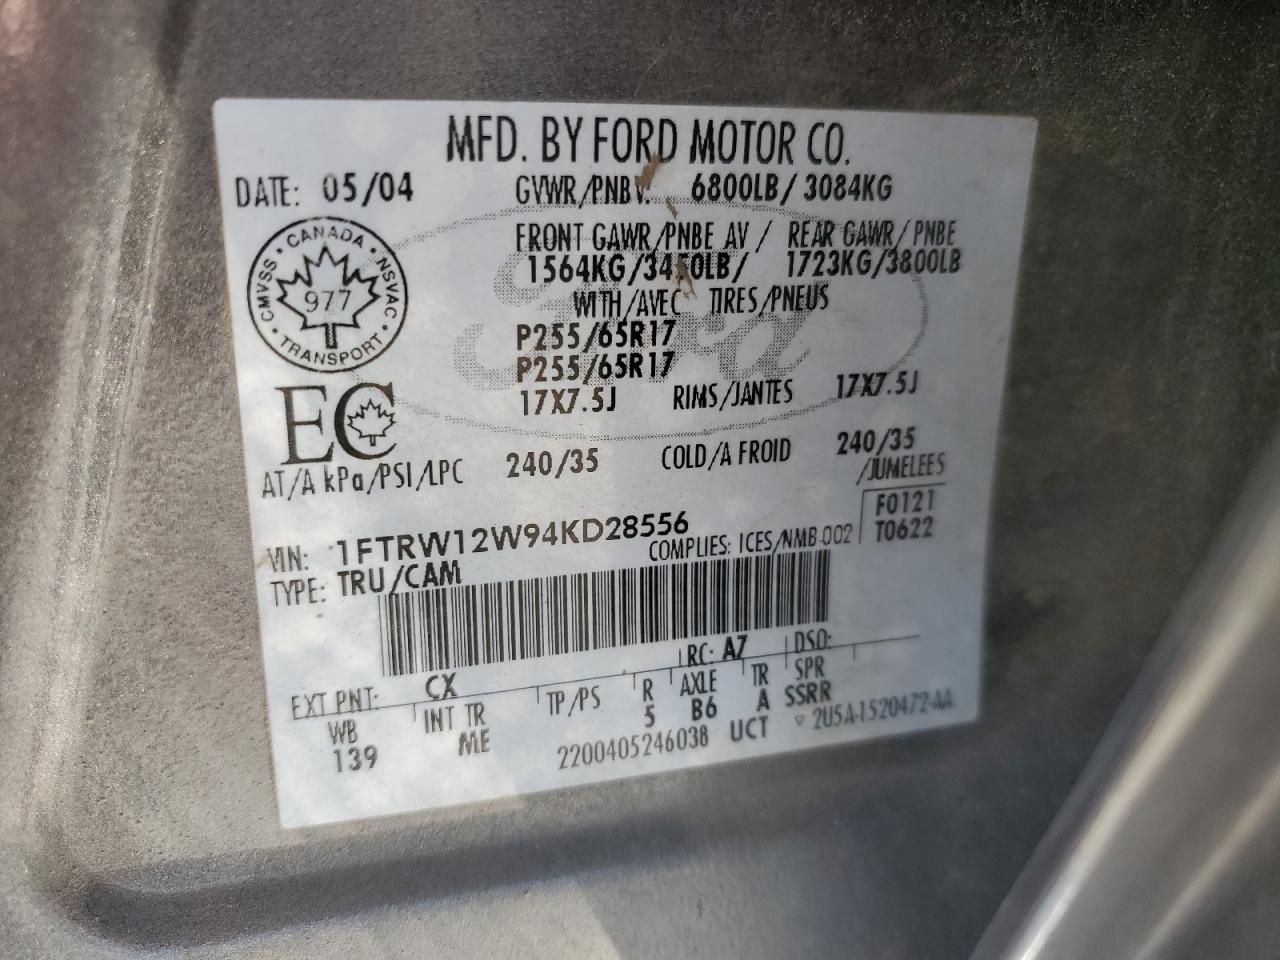 MFD. BY FORD MOTOR CO.
DATE: 05/04 GVWR/PNBV: 6800LB/ 3084KG
CANADA
CMVSS · NSVAC
977
TRANSPORT
FRONT GAWR/PNBE AV/ REAR GAWR/PNBE
1564KG/3450LB/ 1723KG/3800LB
WITH/AVEC TIRES/PNEUS
Ford
P255/65R17
P255/65R17
17X7.5J RIMS/JANTES 17X7.5J
EC
AT/A kPa/PSI/LPC 240/35 COLD/A FROID 240/35
/JUMELEES
VIN: 1FTRW12W94KD28556 F0121
COMPLIES: ICES/NMB-002 T0622
TYPE: TRU/CAM
EXT PNT: CX RC: A7 DSO:
WB INT TR TP/PS R AXLE TR SPR
139 ME 5 B6 A SSRR
2200405246038 UCT ▽ 2U5A-1520472-AA